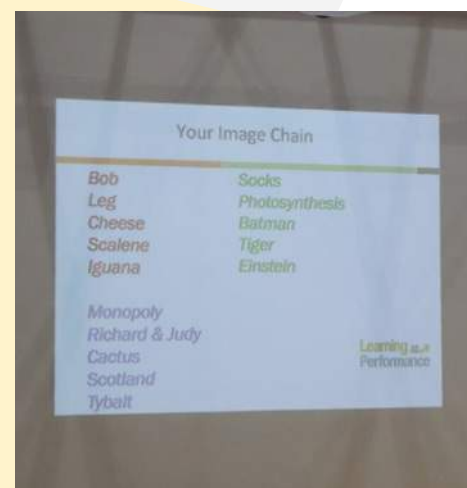 Your Image Chain
Bob
Leg
Cheese
Scalene
Iguana
Socks
Photosynthesis
Batman
Tiger
Einstein
Monopoly
Richard & Judy
Cactus
Scotland
Tybalt
Learning
Performance